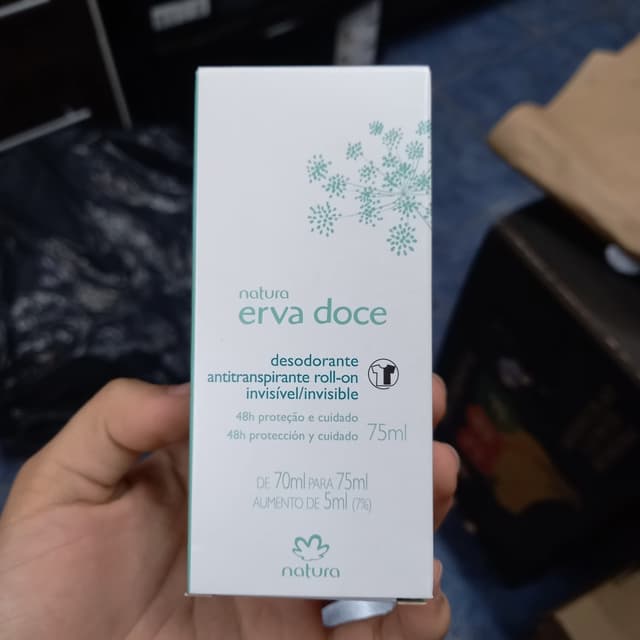 natura
erva doce
desodorante
antitranspirante roll-on
invisível/invisible
48h proteção e cuidado
48h protección y cuidado 75ml
DE 70ml PARA 75ml
AUMENTO DE 5ml (7%)
natura